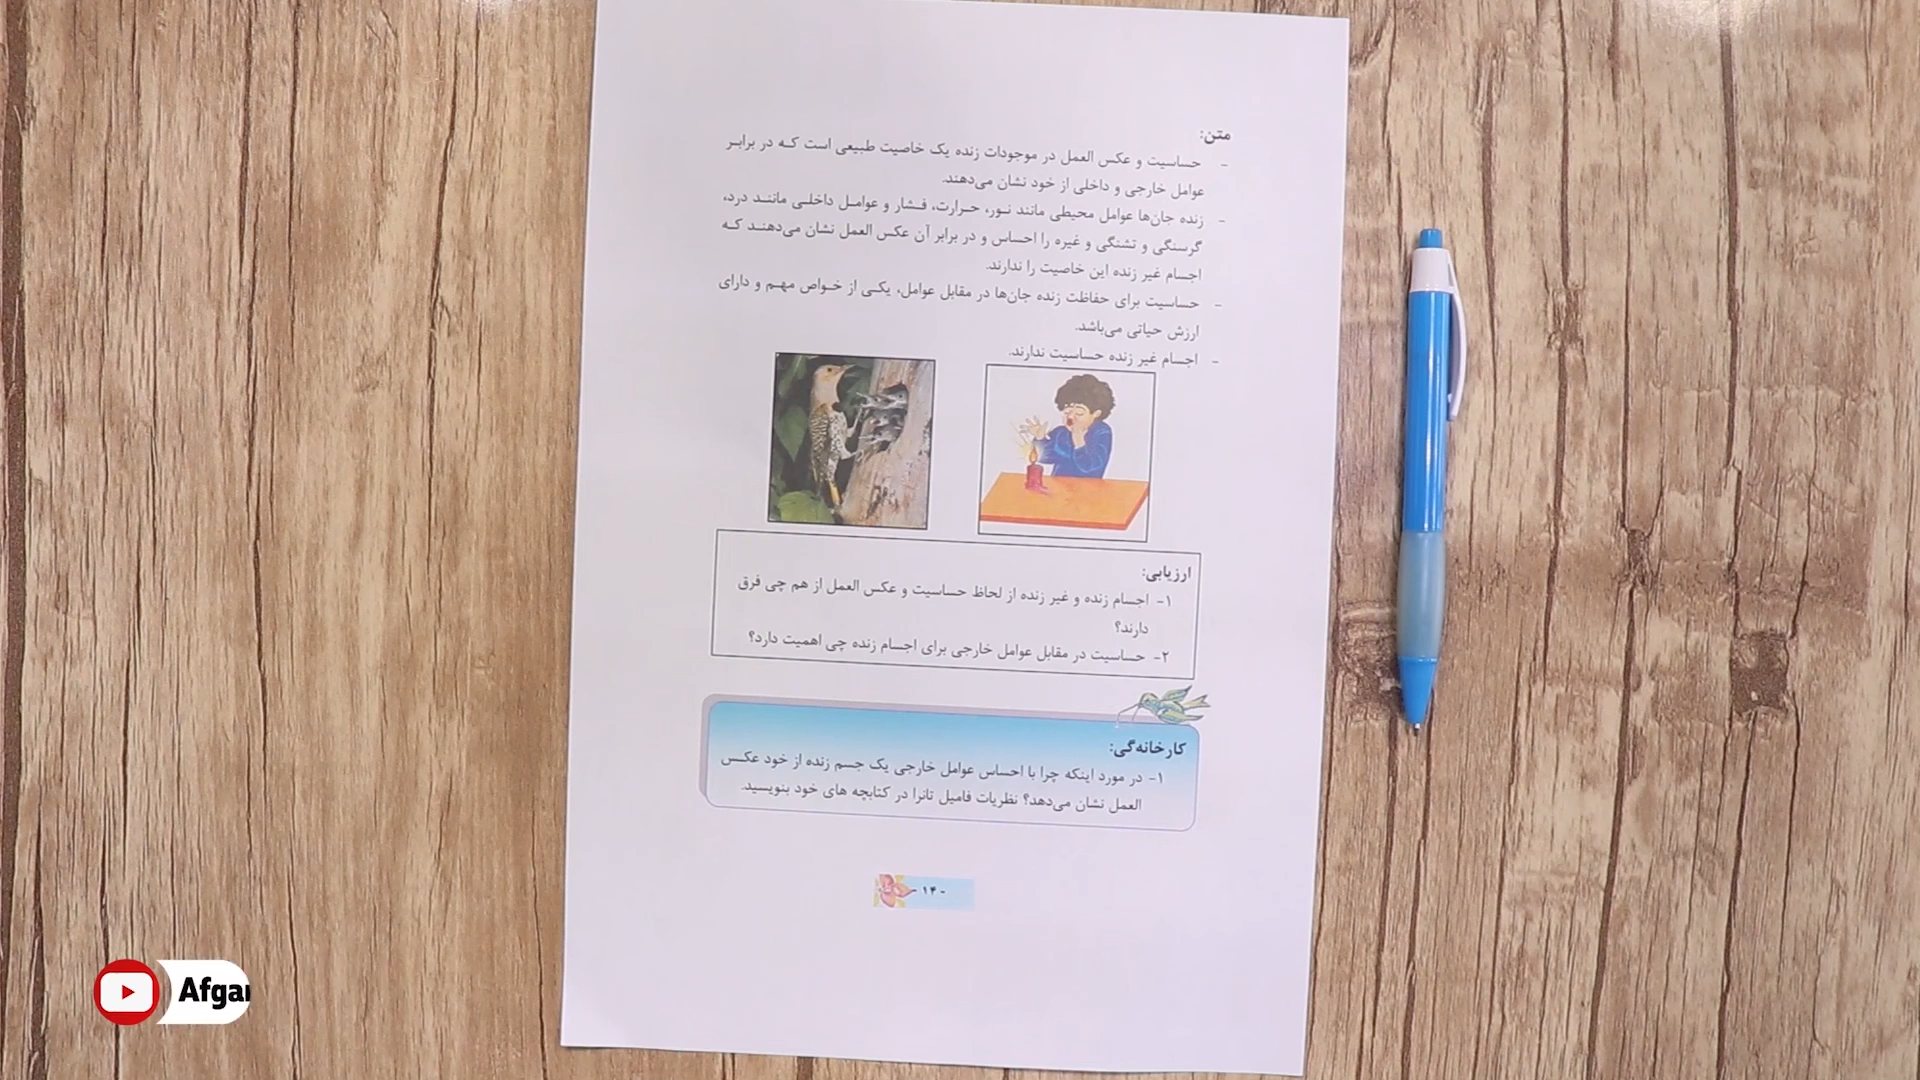 متن:
- حساسیت و عکس العمل در موجودات زنده یک خاصیت طبیعی است که در برابر
عوامل خارجی و داخلی از خود نشان می‌دهند.
- زنده جان‌ها عوامل محیطی مانند نور، حرارت، فشار و عوامل داخلی مانند درد،
گرسنگی و تشنگی و غیره را احساس و در برابر آن عکس العمل نشان می‌دهند که
اجسام غیر زنده این خاصیت را ندارند.
- حساسیت برای حفاظت زنده جان‌ها در مقابل عوامل، یکی از خواص مهم و دارای
ارزش حیاتی می‌باشد.
- اجسام غیر زنده حساسیت ندارند.
ارزیابی:
۱- اجسام زنده و غیر زنده از لحاظ حساسیت و عکس العمل از هم چی فرق
دارند؟
۲- حساسیت در مقابل عوامل خارجی برای اجسام زنده چی اهمیت دارد؟
کارخانه‌گی:
۱- در مورد اینکه چرا با احساس عوامل خارجی یک جسم زنده از خود عکس
العمل نشان می‌دهد؟ نظریات فامیل تانرا در کتابچه های خود بنویسید.
- ۱۴ -